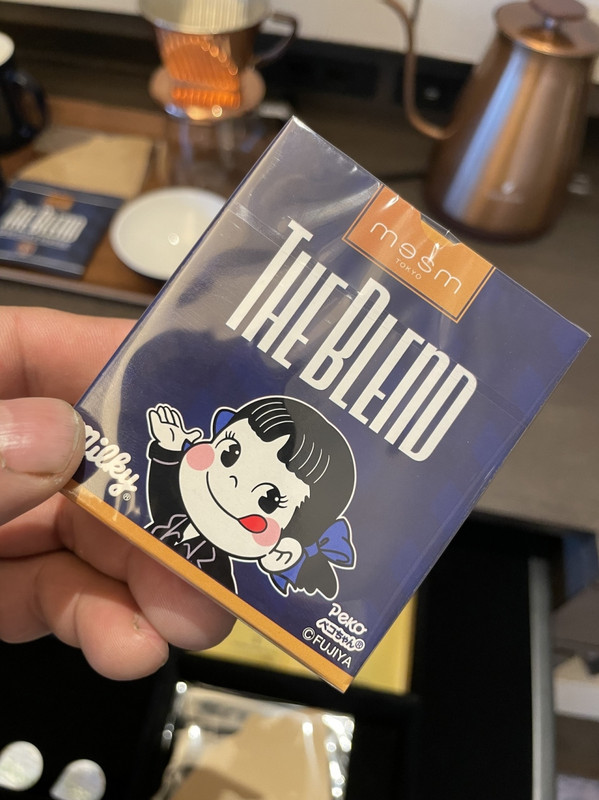 mesm
TOKYO
THE BLEND
Milky®
Peko
ペコちゃん®
©FUJIYA
THE BLEND